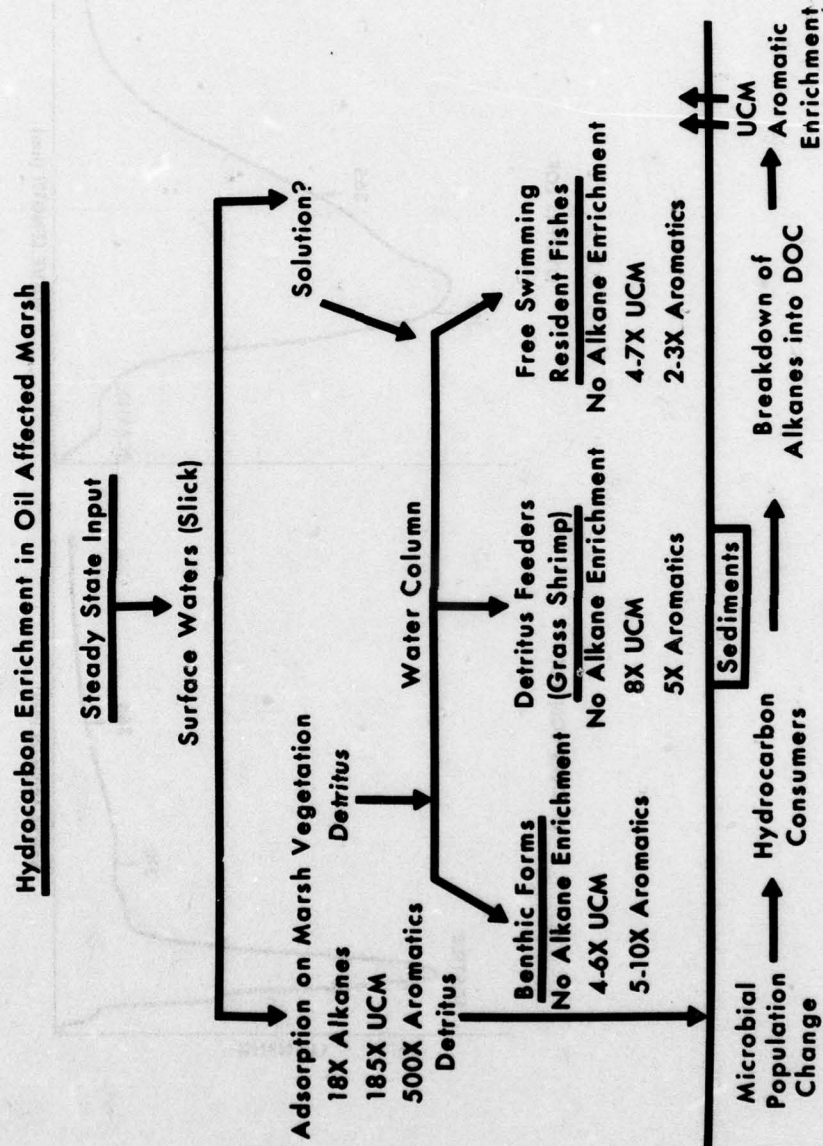 Hydrocarbon Enrichment in Oil Affected Marsh
Steady State Input
Surface Waters (Slick)
Adsorption on Marsh Vegetation
18X Alkanes
185X UCM
500X Aromatics
Detritus
Detritus
Solution?
Water Column
Benthic Forms
No Alkane Enrichment
4-6X UCM
5-10X Aromatics
Detritus Feeders
(Grass Shrimp)
No Alkane Enrichment
8X UCM
5X Aromatics
Free Swimming
Resident Fishes
No Alkane Enrichment
4-7X UCM
2-3X Aromatics
Sediments
Microbial
Population
Change
Hydrocarbon
Consumers
Breakdown of
Alkanes into DOC
UCM
Aromatic
Enrichment